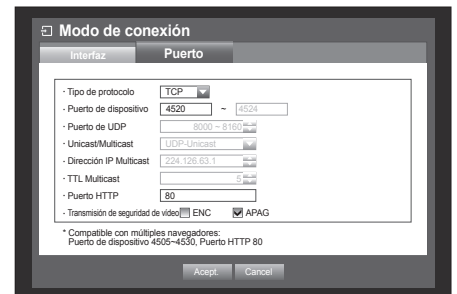 Modo de conexión
Interfaz Puerto
· Tipo de protocolo TCP
· Puerto de dispositivo 4520 ~ 4524
· Puerto de UDP 8000 ~ 8160
· Unicast/Multicast UDP-Unicast
· Dirección IP Multicast 224.126.63.1
· TTL Multicast 5
· Puerto HTTP 80
· Transmisión de seguridad de vídeo ENC APAG
* Compatible con múltiples navegadores:
Puerto de dispositivo 4505~4530, Puerto HTTP 80
Acept. Cancel